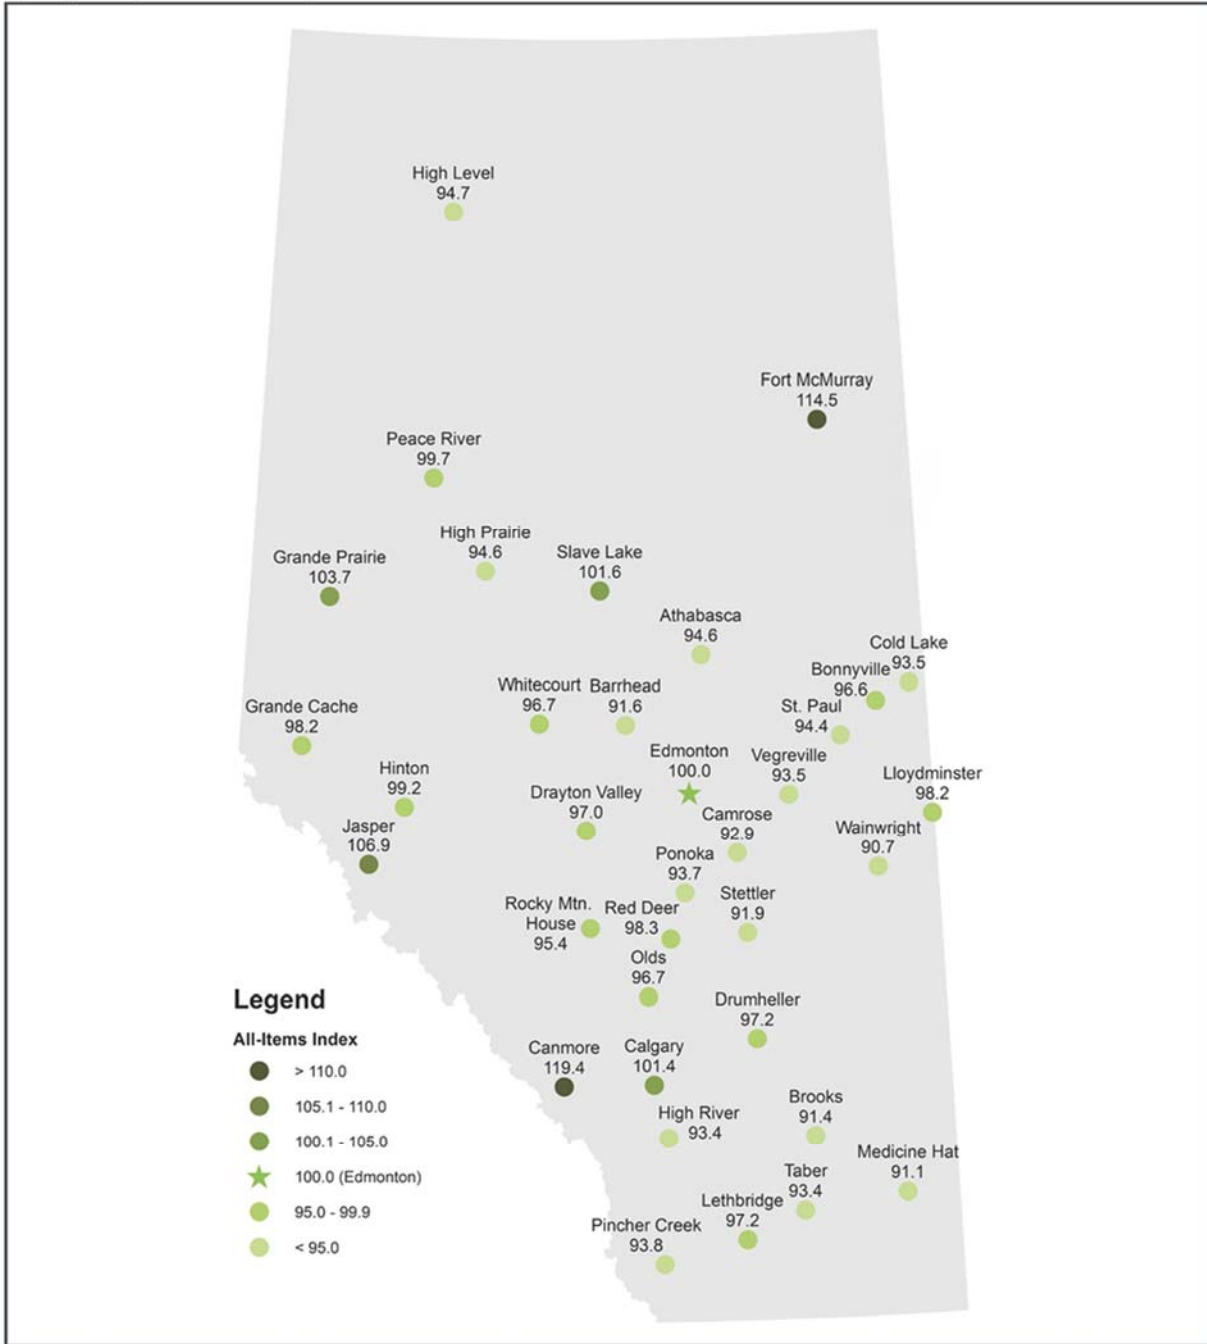 High Level
94.7
Fort McMurray
114.5
Peace River
99.7
High Prairie
94.6
Slave Lake
101.6
Grande Prairie
103.7
Athabasca
94.6
Cold Lake
93.5
Bonnyville
96.6
Whitecourt
96.7
Barrhead
91.6
St. Paul
94.4
Grande Cache
98.2
Edmonton
100.0
Vegreville
93.5
Hinton
99.2
Lloydminster
98.2
Drayton Valley
97.0
Camrose
92.9
Jasper
106.9
Wainwright
90.7
Ponoka
93.7
Stettler
91.9
Rocky Mtn.
House
95.4
Red Deer
98.3
Olds
96.7
Drumheller
97.2
Canmore
119.4
Calgary
101.4
Brooks
91.4
High River
93.4
Medicine Hat
91.1
Taber
93.4
Lethbridge
97.2
Pincher Creek
93.8
Legend
All-Items Index
> 110.0
105.1 - 110.0
100.1 - 105.0
100.0 (Edmonton)
95.0 - 99.9
< 95.0